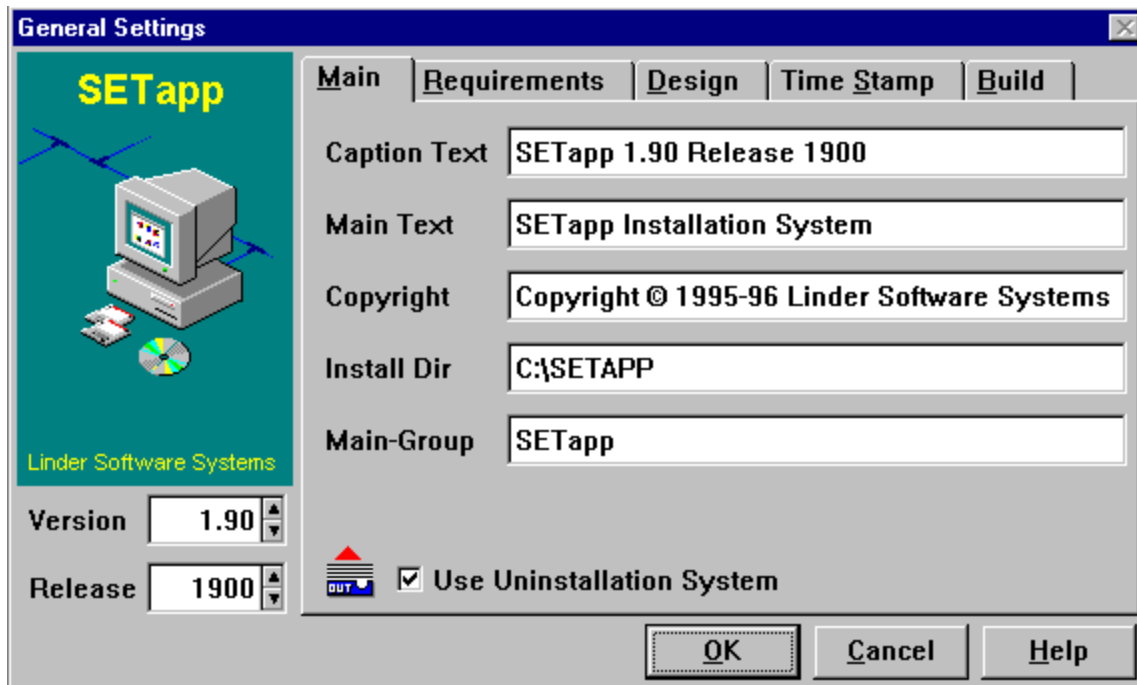 General Settings
SETapp
Linder Software Systems
Version 1.90
Release 1900
Main Requirements Design Time Stamp Build
Caption Text SETapp 1.90 Release 1900
Main Text SETapp Installation System
Copyright Copyright © 1995-96 Linder Software Systems
Install Dir C:\SETAPP
Main-Group SETapp
OUT Use Uninstallation System
OK Cancel Help